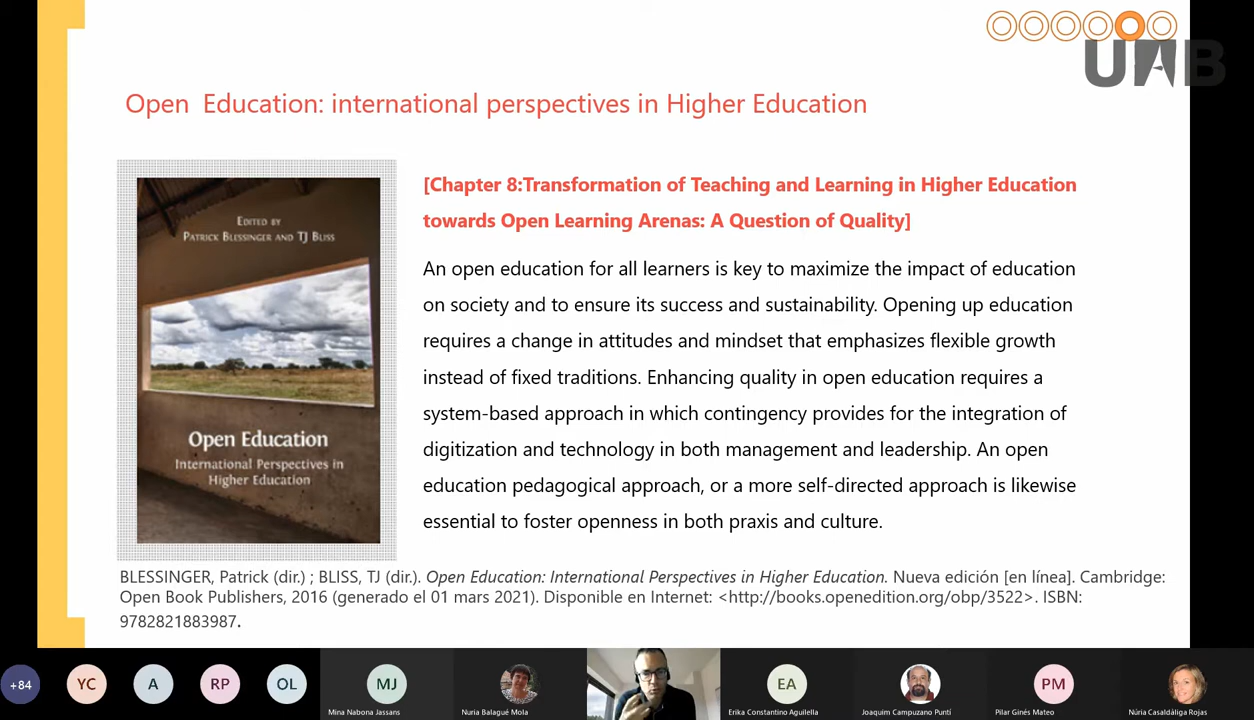 UAB
Open  Education: international perspectives in Higher Education
EDITED BY
PATRICK BLESSINGER AND TJ BLISS
Open Education
International Perspectives in
Higher Education
[Chapter 8:Transformation of Teaching and Learning in Higher Education
towards Open Learning Arenas: A Question of Quality]
An open education for all learners is key to maximize the impact of education
on society and to ensure its success and sustainability. Opening up education
requires a change in attitudes and mindset that emphasizes flexible growth
instead of fixed traditions. Enhancing quality in open education requires a
system-based approach in which contingency provides for the integration of
digitization and technology in both management and leadership. An open
education pedagogical approach, or a more self-directed approach is likewise
essential to foster openness in both praxis and culture.
BLESSINGER, Patrick (dir.) ; BLISS, TJ (dir.). Open Education: International Perspectives in Higher Education. Nueva edición [en línea]. Cambridge:
Open Book Publishers, 2016 (generado el 01 mars 2021). Disponible en Internet: <http://books.openedition.org/obp/3522>. ISBN:
9782821883987.
+84
YC
A
RP
OL
MJ
Mina Nabona Jassans
Nuria Balagué Mola
EA
Erika Constantino Aguilella
Joaquim Campuzano Puntí
PM
Pilar Ginés Mateo
Núria Casaldáliga Rojas